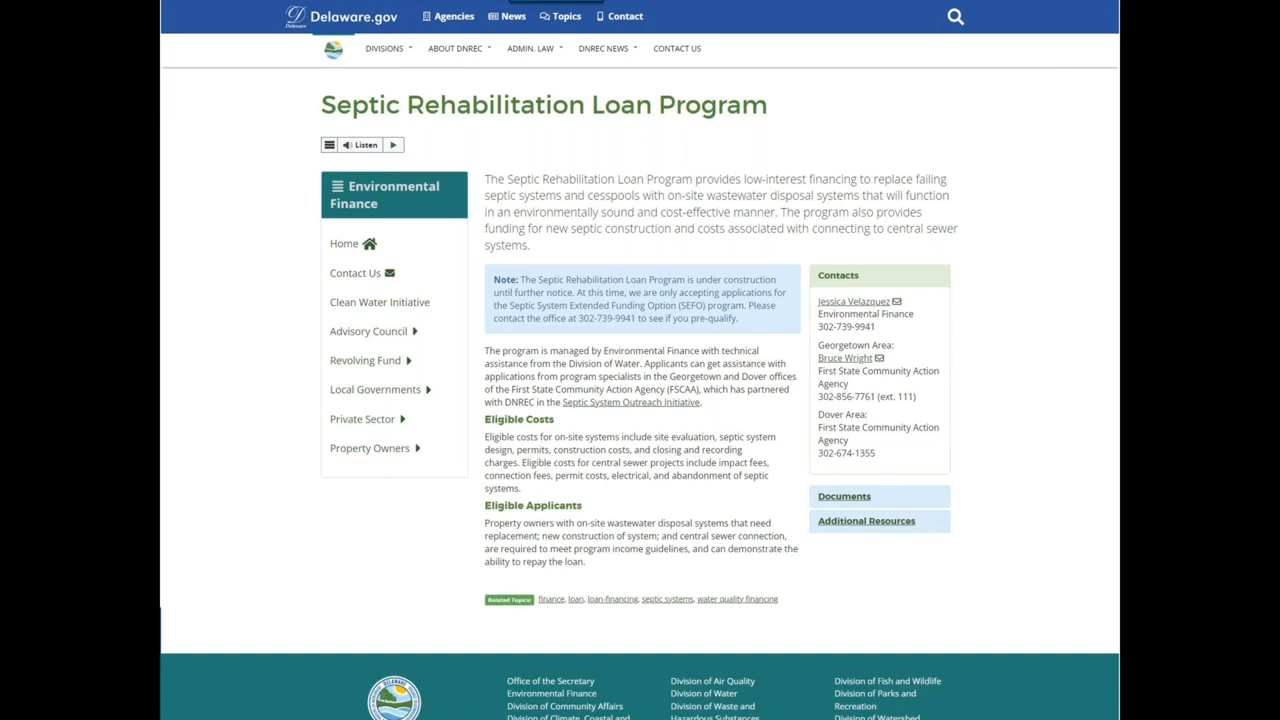 Delaware.gov
Agencies News Topics Contact
DIVISIONS ABOUT DNREC ADMIN. LAW DNREC NEWS CONTACT US
Septic Rehabilitation Loan Program
Listen
Environmental
Finance
Home
Contact Us
Clean Water Initiative
Advisory Council
Revolving Fund
Local Governments
Private Sector
Property Owners
The Septic Rehabilitation Loan Program provides low-interest financing to replace failing
septic systems and cesspools with on-site wastewater disposal systems that will function
in an environmentally sound and cost-effective manner. The program also provides
funding for new septic construction and costs associated with connecting to central sewer
systems.
Note: The Septic Rehabilitation Loan Program is under construction
until further notice. At this time, we are only accepting applications for
the Septic System Extended Funding Option (SEFO) program. Please
contact the office at 302-739-9941 to see if you pre-qualify.
The program is managed by Environmental Finance with technical
assistance from the Division of Water. Applicants can get assistance with
applications from program specialists in the Georgetown and Dover offices
of the First State Community Action Agency (FSCAA), which has partnered
with DNREC in the Septic System Outreach Initiative.
Eligible Costs
Eligible costs for on-site systems include site evaluation, septic system
design, permits, construction costs, and closing and recording
charges. Eligible costs for central sewer projects include impact fees,
connection fees, permit costs, electrical, and abandonment of septic
systems.
Eligible Applicants
Property owners with on-site wastewater disposal systems that need
replacement; new construction of system; and central sewer connection,
are required to meet program income guidelines, and can demonstrate the
ability to repay the loan.
Related Topics: finance, loan, loan-financing, septic systems, water quality financing
Contacts
Jessica Velazquez
Environmental Finance
302-739-9941
Georgetown Area:
Bruce Wright
First State Community Action
Agency
302-856-7761 (ext. 111)
Dover Area:
First State Community Action
Agency
302-674-1355
Documents
Additional Resources
Office of the Secretary
Environmental Finance
Division of Community Affairs
Division of Climate, Coastal and
Division of Air Quality
Division of Water
Division of Waste and
Hazardous Substances
Division of Fish and Wildlife
Division of Parks and
Recreation
Division of Watershed